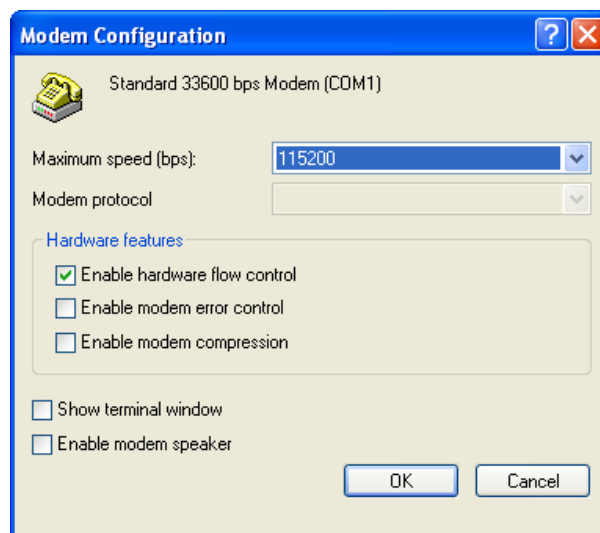 Modem Configuration
Standard 33600 bps Modem (COM1)
Maximum speed (bps): 115200
Modem protocol
Hardware features
Enable hardware flow control
Enable modem error control
Enable modem compression
Show terminal window
Enable modem speaker
OK Cancel